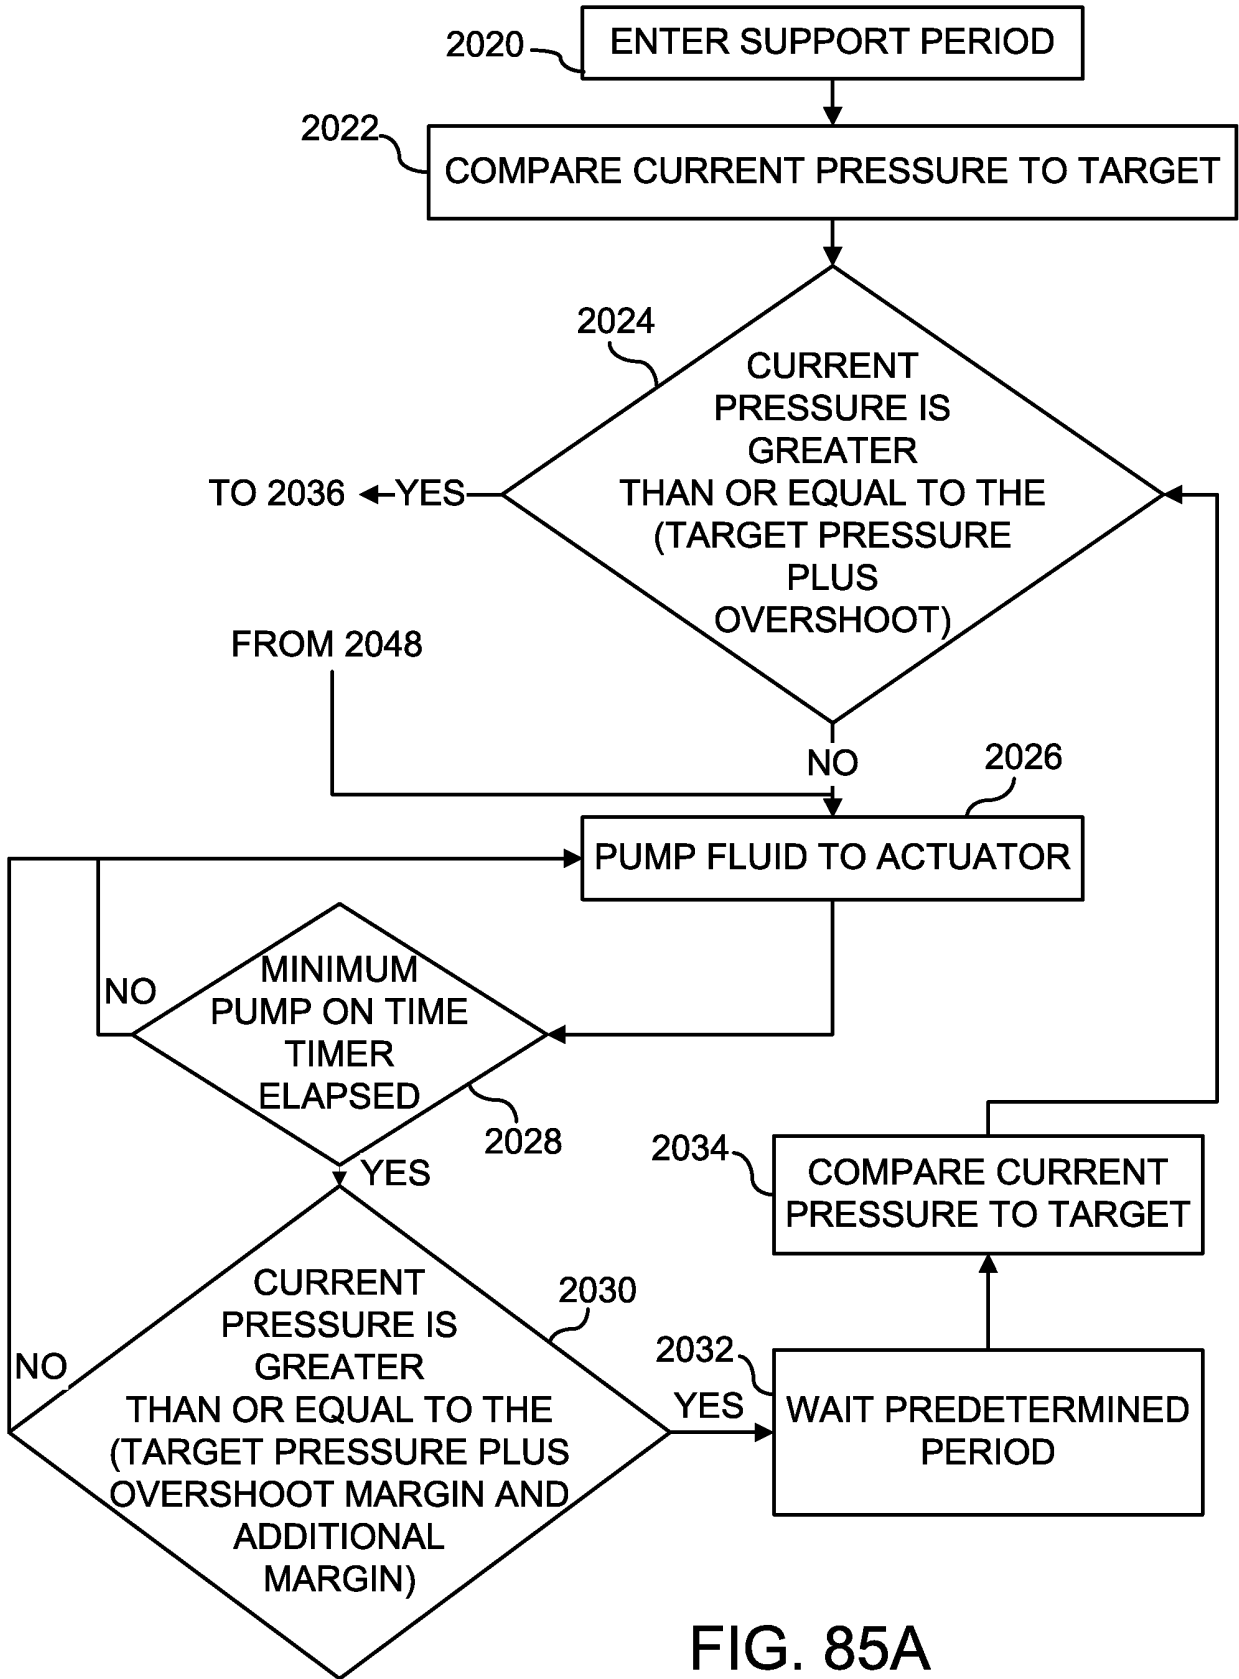 2020
ENTER SUPPORT PERIOD
2022
COMPARE CURRENT PRESSURE TO TARGET
2024
CURRENT
PRESSURE IS
GREATER
THAN OR EQUAL TO THE
(TARGET PRESSURE
PLUS
OVERSHOOT)
TO 2036
YES
FROM 2048
NO
2026
PUMP FLUID TO ACTUATOR
MINIMUM
PUMP ON TIME
TIMER
ELAPSED
NO
2028
YES
2034
COMPARE CURRENT
PRESSURE TO TARGET
CURRENT
PRESSURE IS
GREATER
THAN OR EQUAL TO THE
(TARGET PRESSURE PLUS
OVERSHOOT MARGIN AND
ADDITIONAL
MARGIN)
2030
NO
YES
2032
WAIT PREDETERMINED
PERIOD
FIG. 85A